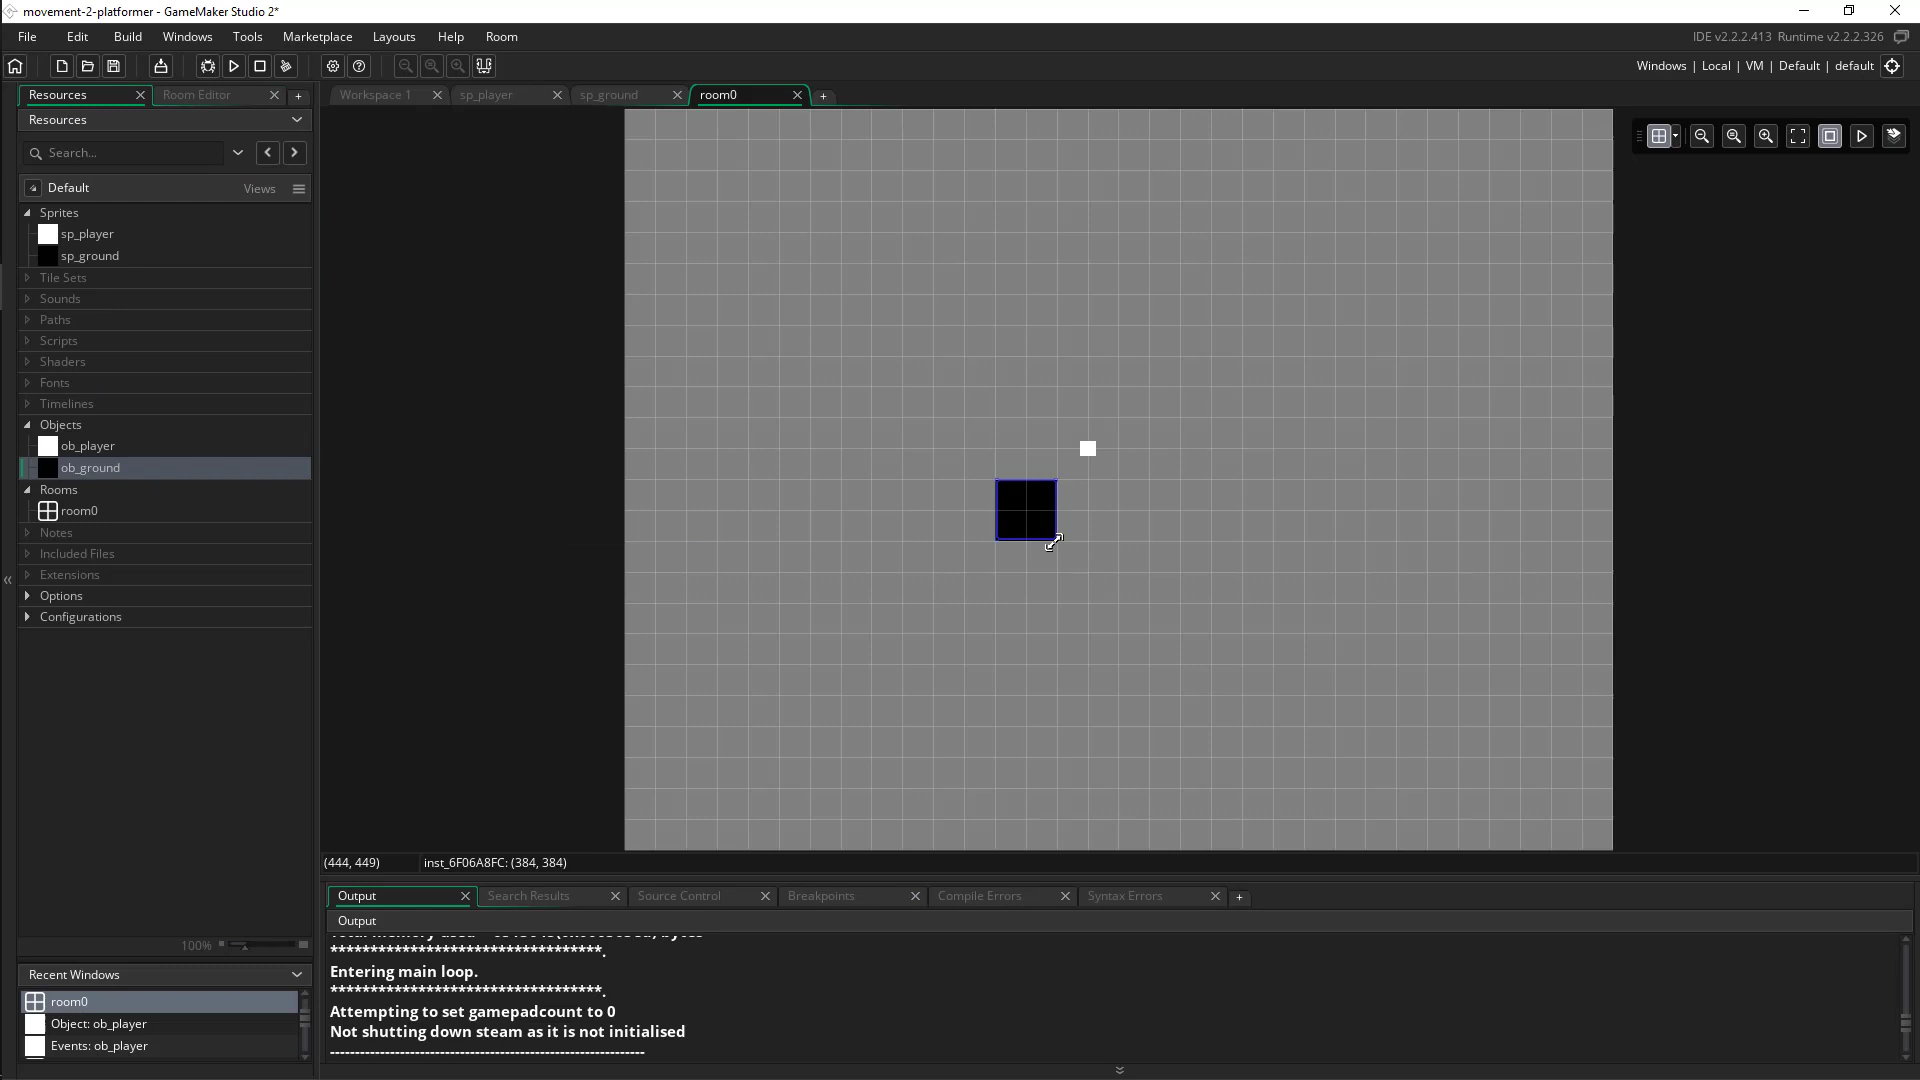 movement-2-platformer - GameMaker Studio 2*
File Edit Build Windows Tools Marketplace Layouts Help Room
IDE v2.2.2.413 Runtime v2.2.2.326
Windows | Local | VM | Default | default
Resources Room Editor
Workspace 1 sp_player sp_ground room0
Resources
Search...
Default Views
Sprites
sp_player
sp_ground
Tile Sets
Sounds
Paths
Scripts
Shaders
Fonts
Timelines
Objects
ob_player
ob_ground
Rooms
room0
Notes
Included Files
Extensions
Options
Configurations
100%
Recent Windows
room0
Object: ob_player
Events: ob_player
(444, 449) inst_6F06A8FC: (384, 384)
Output Search Results Source Control Breakpoints Compile Errors Syntax Errors
Output
**********************************.
Entering main loop.
**********************************.
Attempting to set gamepadcount to 0
Not shutting down steam as it is not initialised
---------------------------------------------------------------